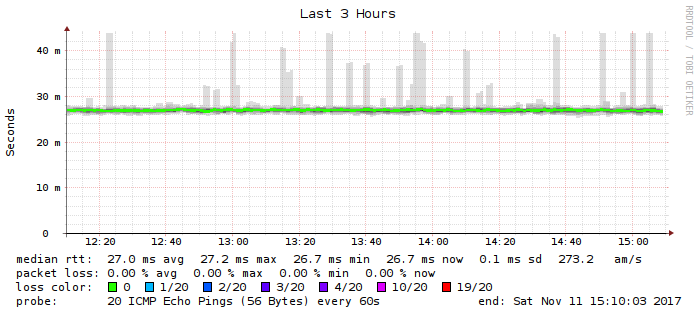 Last 3 Hours
RRDTOOL / TOBI OETIKER
Seconds
40 m
30 m
20 m
10 m
0
12:20 12:40 13:00 13:20 13:40 14:00 14:20 14:40 15:00
median rtt: 27.0 ms avg 27.2 ms max 26.7 ms min 26.7 ms now 0.1 ms sd 273.2 am/s
packet loss: 0.00 % avg 0.00 % max 0.00 % min 0.00 % now
loss color: 0 1/20 2/20 3/20 4/20 10/20 19/20
probe: 20 ICMP Echo Pings (56 Bytes) every 60s end: Sat Nov 11 15:10:03 2017